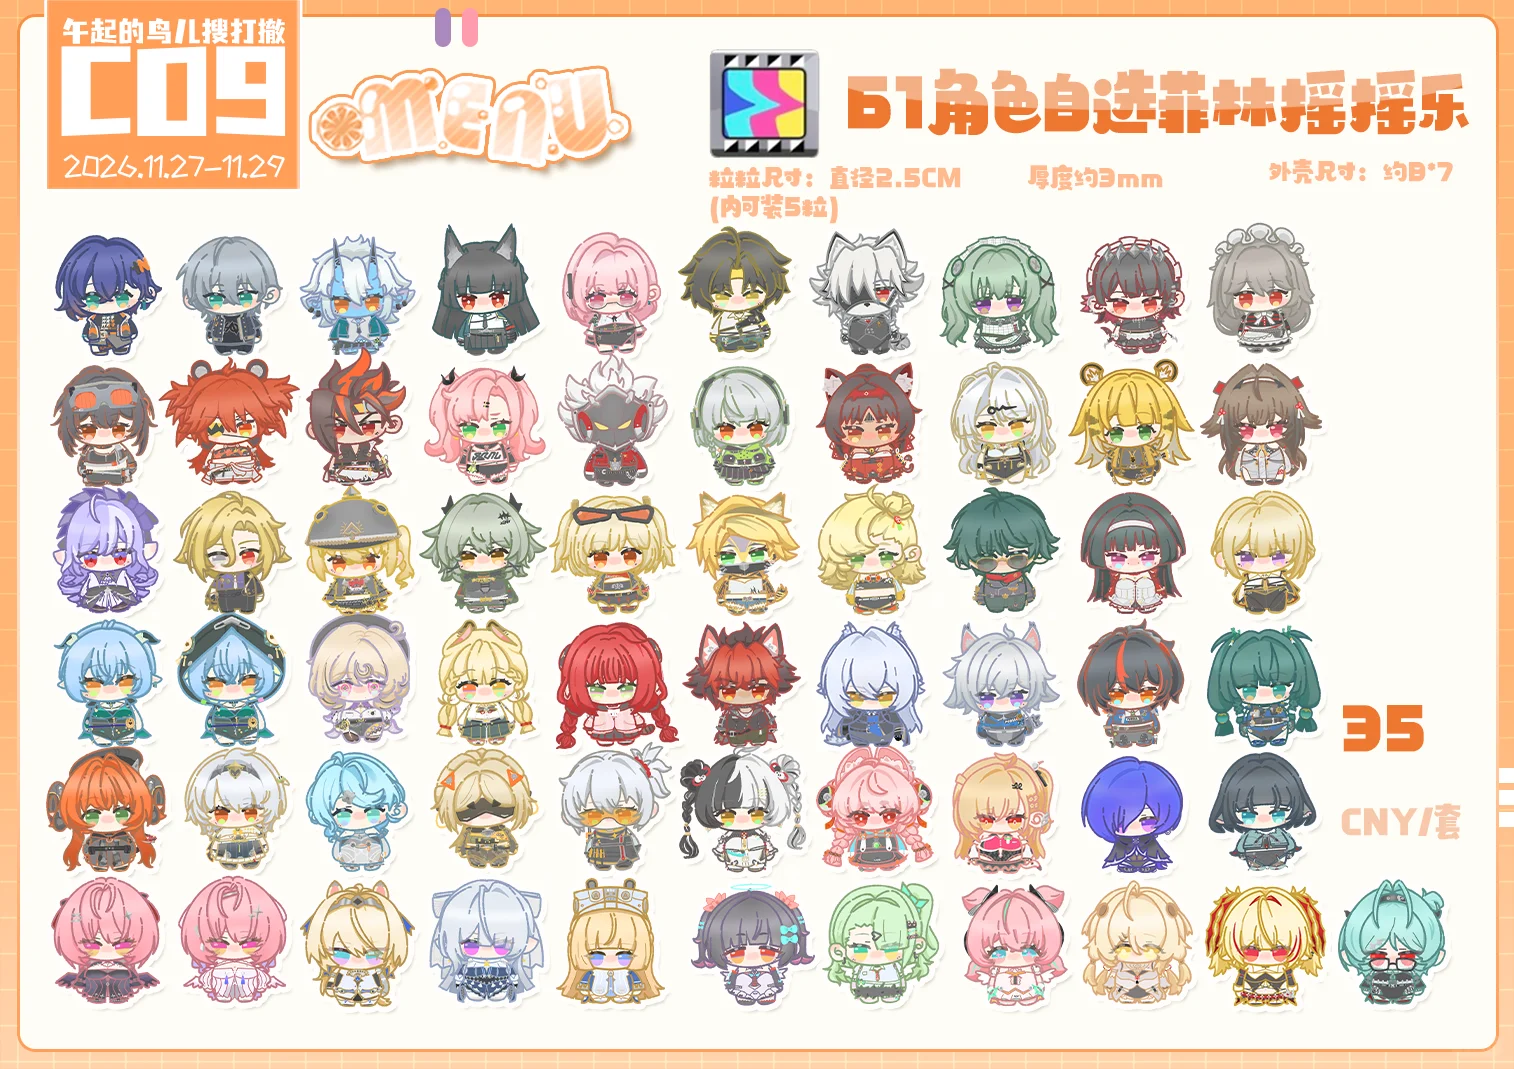 午起的鸟儿搜打撤
C09
2026.11.27-11.29
menu
61角色自选菲林摇摇乐
粒粒尺寸：直径2.5CM
(内可装5粒)
厚度约3mm
外壳尺寸：约8*7
35
CNY/套